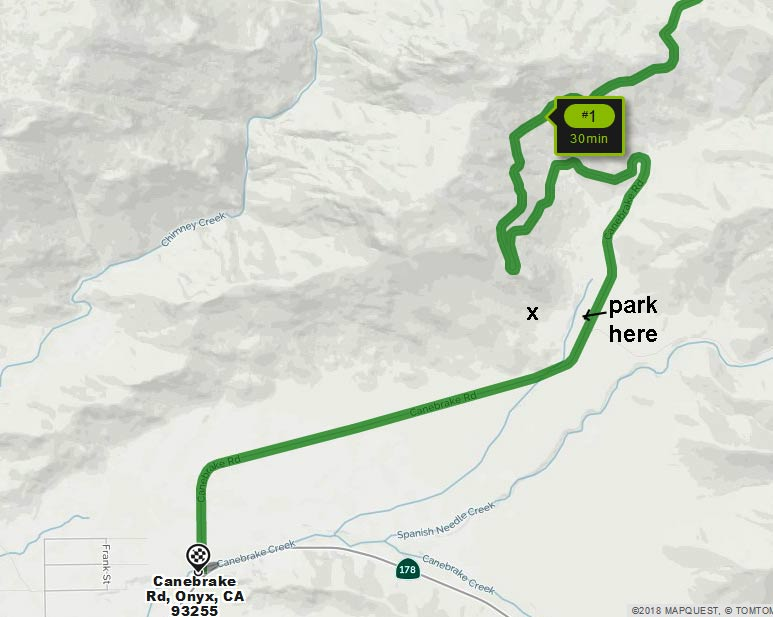 #1
30min
Canebrake Rd
Chimney Creek
x
park
here
Canebrake Rd
Canebrake Rd
Spanish Needle Creek
Canebrake Creek
Frank St
178
Canebrake Creek
Canebrake
Rd, Onyx, CA
93255
©2018 MAPQUEST, © TOMTOM